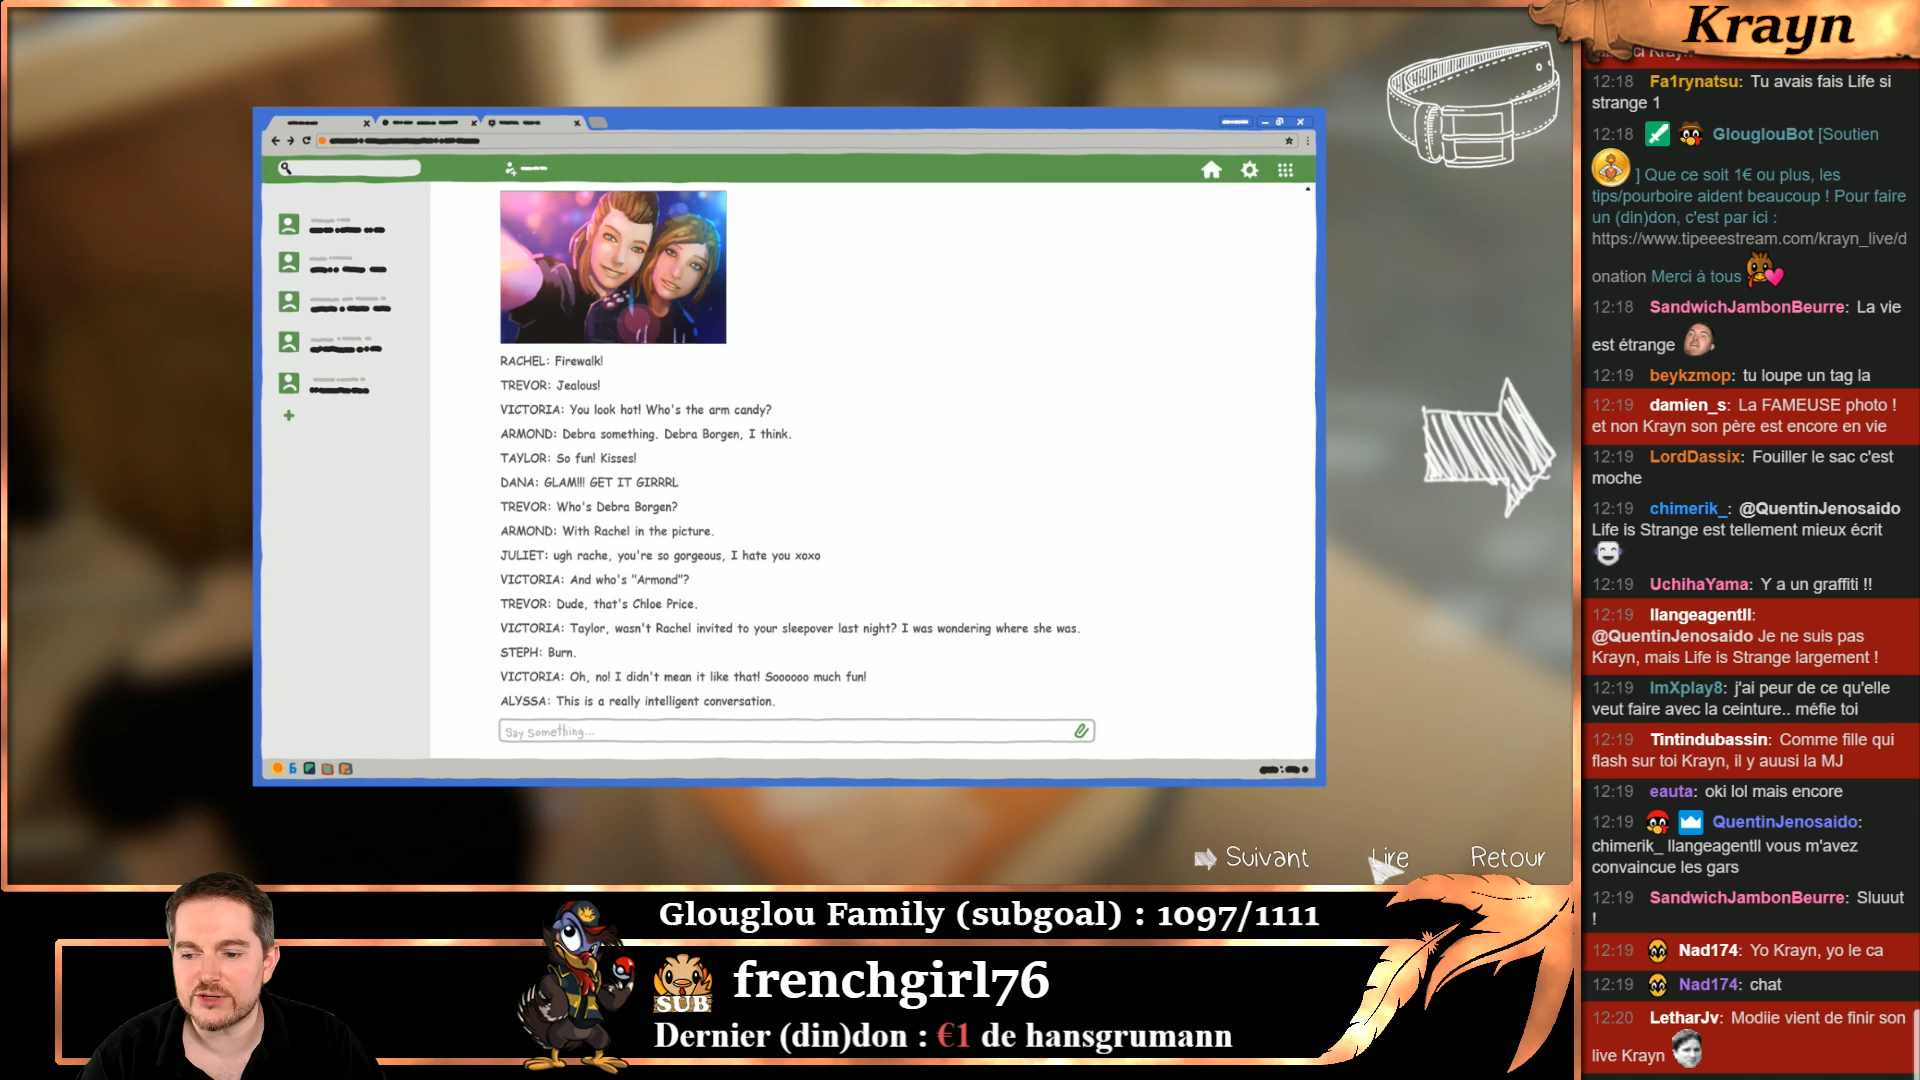 Krayn
12:18 Fa1rynatsu: Tu avais fais Life si
strange 1
12:18 GlouglouBot [Soutien
] Que ce soit 1€ ou plus, les
tips/pourboire aident beaucoup ! Pour faire
un (din)don, c'est par ici :
https://www.tipeeestream.com/krayn_live/d
onation Merci à tous
12:18 SandwichJambonBeurre: La vie
est étrange
12:19 beykzmop: tu loupe un tag la
12:19 damien_s: La FAMEUSE photo !
et non Krayn son père est encore en vie
12:19 LordDassix: Fouiller le sac c'est
moche
12:19 chimerik_: @QuentinJenosaido
Life is Strange est tellement mieux écrit
12:19 UchihaYama: Y a un graffiti !!
12:19 llangeagentll:
@QuentinJenosaido Je ne suis pas
Krayn, mais Life is Strange largement !
12:19 ImXplay8: j'ai peur de ce qu'elle
veut faire avec la ceinture.. méfie toi
12:19 Tintindubassin: Comme fille qui
flash sur toi Krayn, il y auusi la MJ
12:19 eauta: oki lol mais encore
12:19 QuentinJenosaido:
chimerik_ llangeagentll vous m'avez
convaincue les gars
12:19 SandwichJambonBeurre: Sluuut
!
12:19 Nad174: Yo Krayn, yo le ca
12:19 Nad174: chat
12:20 LetharJv: Modiie vient de finir son
live Krayn
RACHEL: Firewalk!
TREVOR: Jealous!
VICTORIA: You look hot! Who's the arm candy?
ARMOND: Debra something. Debra Borgen, I think.
TAYLOR: So fun! Kisses!
DANA: GLAM!!! GET IT GIRRRL
TREVOR: Who's Debra Borgen?
ARMOND: With Rachel in the picture.
JULIET: ugh rache, you're so gorgeous, I hate you xoxo
VICTORIA: And who's "Armond"?
TREVOR: Dude, that's Chloe Price.
VICTORIA: Taylor, wasn't Rachel invited to your sleepover last night? I was wondering where she was.
STEPH: Burn.
VICTORIA: Oh, no! I didn't mean it like that! Soooooo much fun!
ALYSSA: This is a really intelligent conversation.
Say Something...
Suivant Lire Retour
Glouglou Family (subgoal) : 1097/1111
SUB frenchgirl76
Dernier (din)don : €1 de hansgrumann